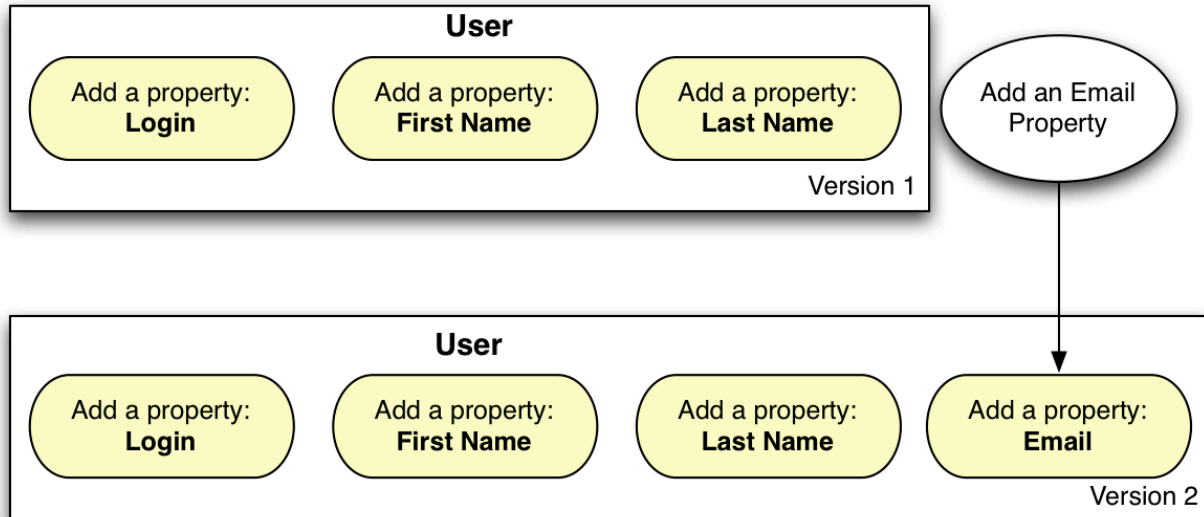 User
Add a property:
Login
Add a property:
First Name
Add a property:
Last Name
Version 1
Add an Email
Property
User
Add a property:
Login
Add a property:
First Name
Add a property:
Last Name
Add a property:
Email
Version 2